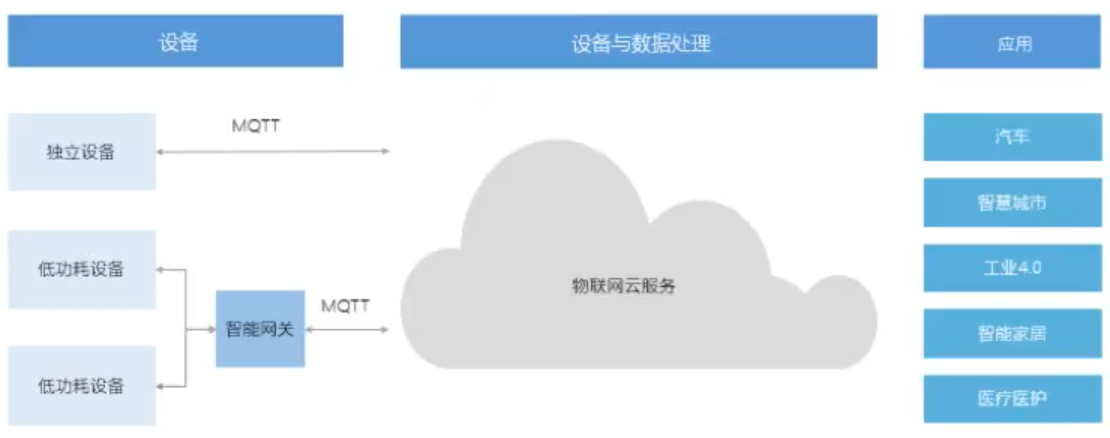 设备
设备与数据处理
应用
独立设备
MQTT
汽车
智慧城市
低功耗设备
工业4.0
物联网云服务
智能网关
MQTT
智能家居
低功耗设备
医疗医护